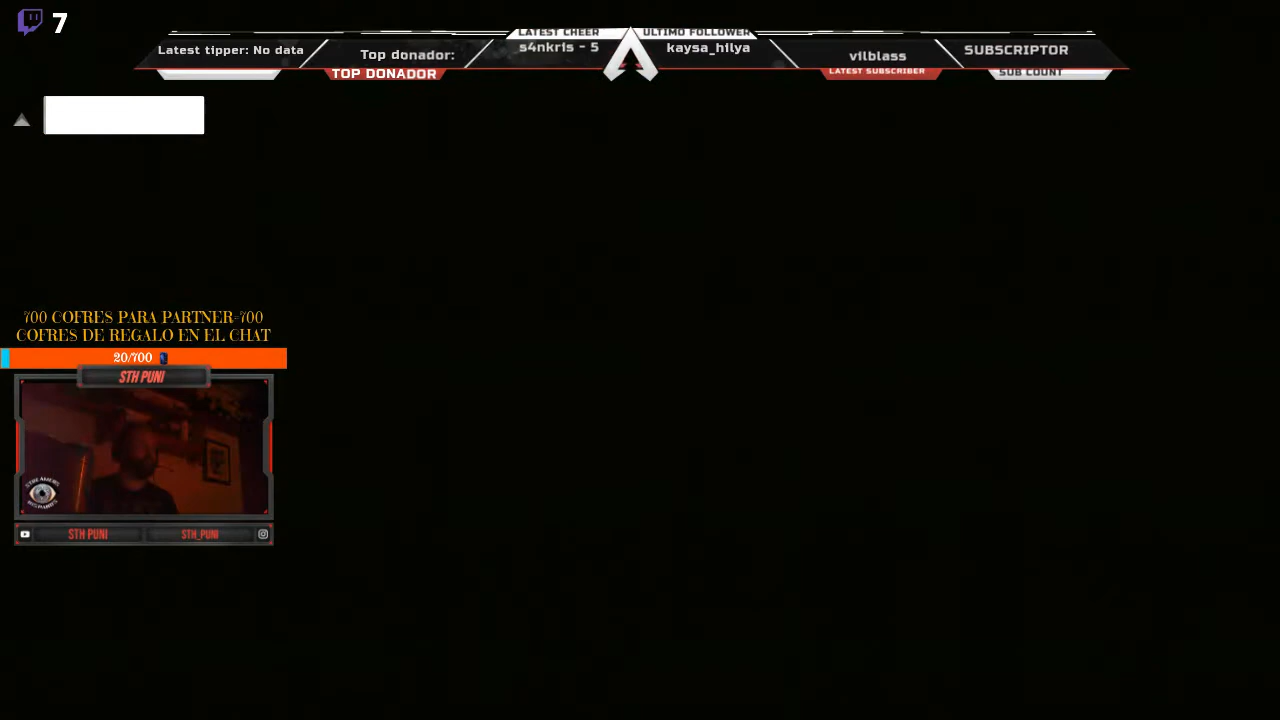 7
LATEST CHEER
ULTIMO FOLLOWER
Latest tipper: No data
Top donador:
s4nkris - 5
kaysa_hilya
vilblass
SUBSCRIPTOR
TOP DONADOR
LATEST SUBSCRIBER
SUB COUNT
700 COFRES PARA PARTNER=700
COFRES DE REGALO EN EL CHAT
20/700
STH PUNI
STREAMERS
STH PUNI
STH_PUNI